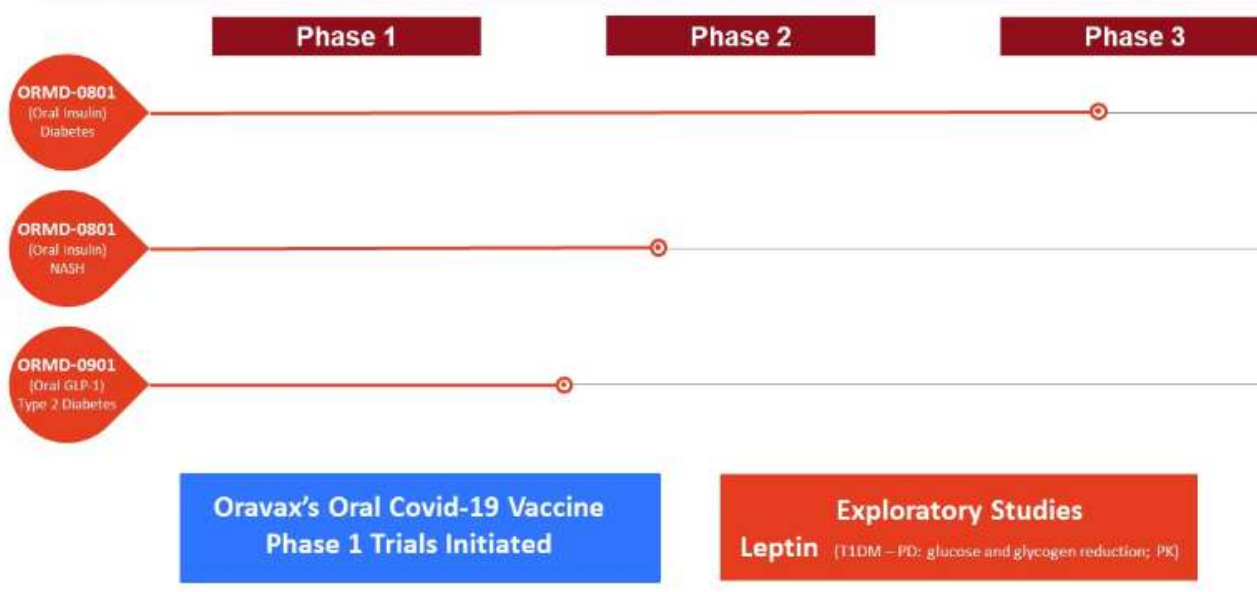 Phase 1
Phase 2
Phase 3
ORMD-0801
(Oral Insulin)
Diabetes
ORMD-0801
(Oral Insulin)
NASH
ORMD-0901
(Oral GLP-1)
Type 2 Diabetes
Oravax's Oral Covid-19 Vaccine
Phase 1 Trials Initiated
Exploratory Studies
Leptin (T1DM – PD: glucose and glycogen reduction; PK)